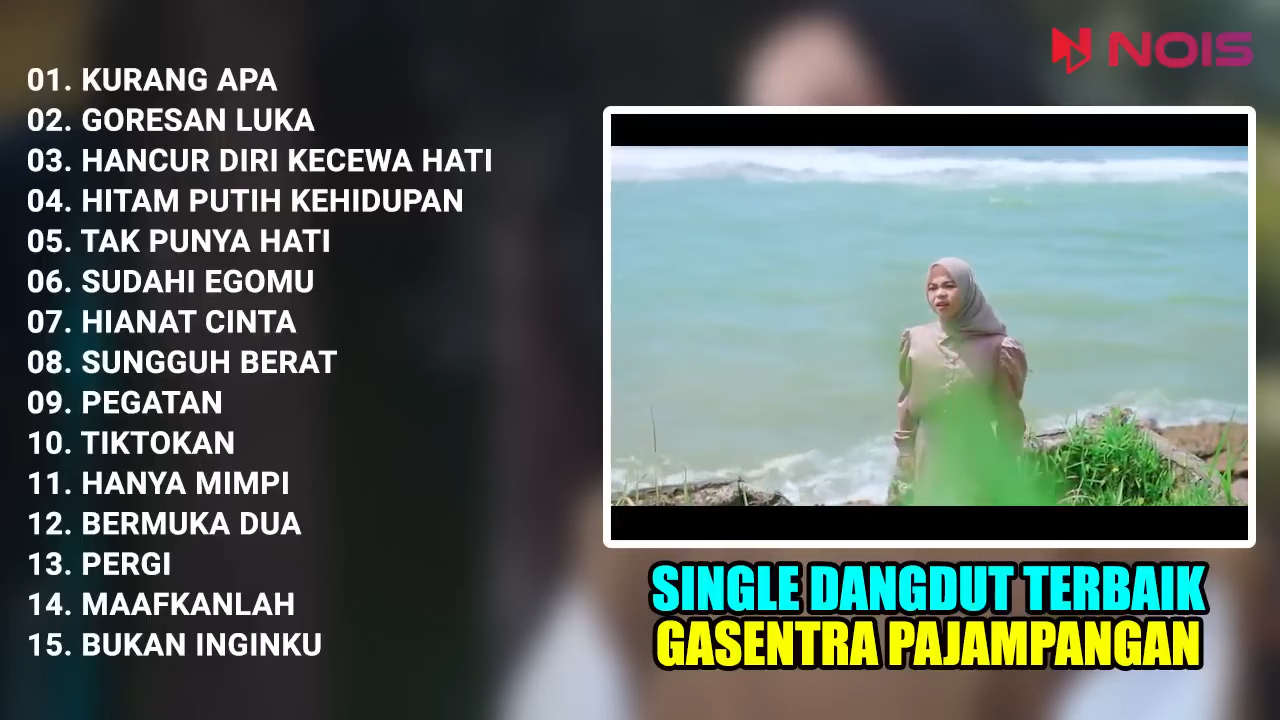 NOIS
01. KURANG APA
02. GORESAN LUKA
03. HANCUR DIRI KECEWA HATI
04. HITAM PUTIH KEHIDUPAN
05. TAK PUNYA HATI
06. SUDAHI EGOMU
07. HIANAT CINTA
08. SUNGGUH BERAT
09. PEGATAN
10. TIKTOKAN
11. HANYA MIMPI
12. BERMUKA DUA
13. PERGI
14. MAAFKANLAH
15. BUKAN INGINKU
SINGLE DANGDUT TERBAIK
GASENTRA PAJAMPANGAN